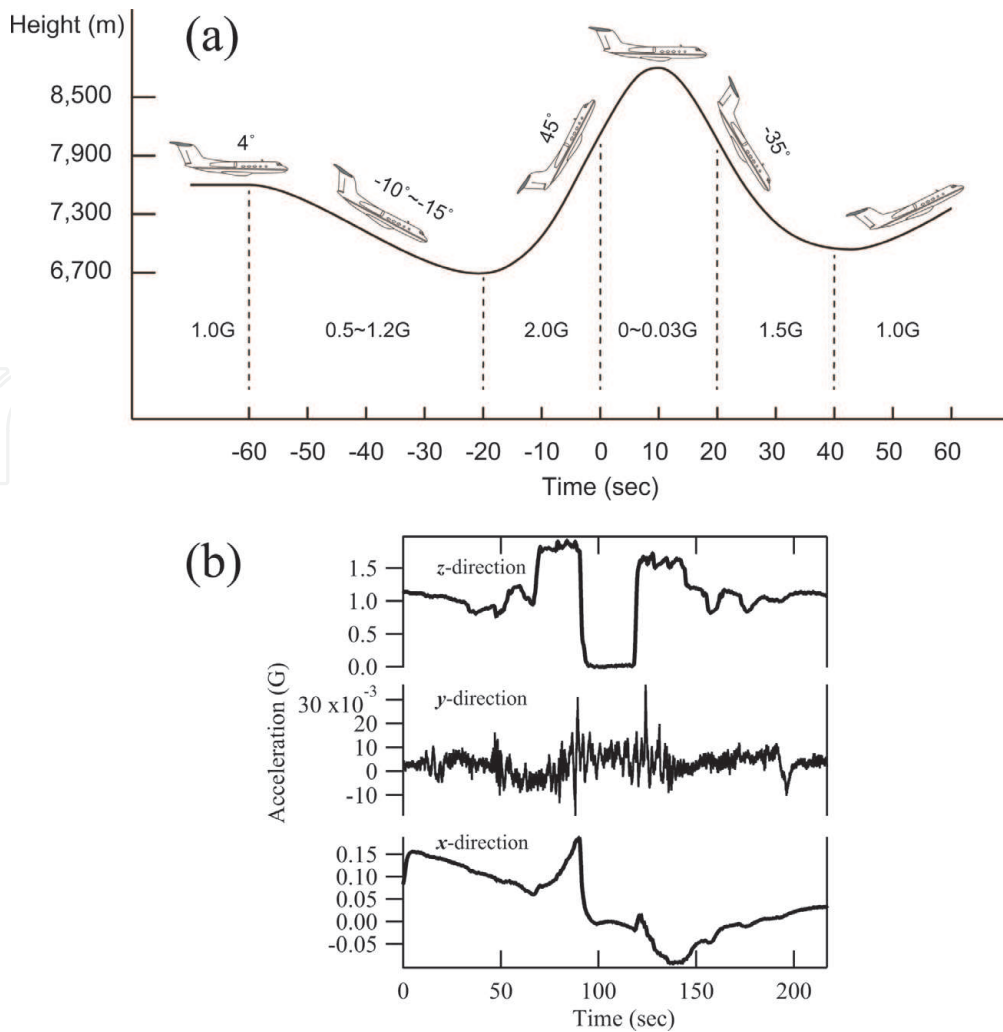 Height (m)
(a)
8,500
7,900
7,300
6,700
4°
-10°~-15°
45°
-35°
1.0G 0.5~1.2G 2.0G 0~0.03G 1.5G 1.0G
-60 -50 -40 -30 -20 -10 0 10 20 30 40 50 60
Time (sec)
(b)
Acceleration (G)
z-direction
1.5
1.0
0.5
0.0
y-direction
30 x10⁻³
20
10
0
-10
x-direction
0.15
0.10
0.05
0.00
-0.05
0 50 100 150 200
Time (sec)